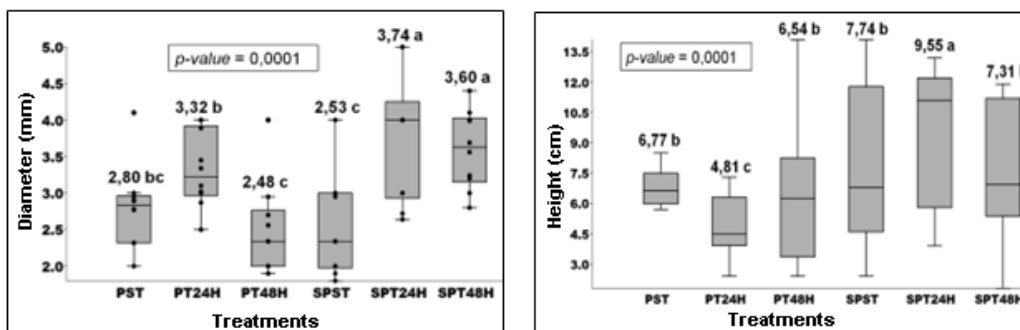 Diameter (mm)
5.0
4.5
4.0
3.5
3.0
2.5
2.0
p-value = 0,0001
2,80 bc
3,32 b
2,48 c
2,53 c
3,74 a
3,60 a
PST PT24H PT48H SPST SPT24H SPT48H
Treatments
Height (cm)
13.5
12.0
10.5
9.0
7.5
6.0
4.5
3.0
p-value = 0,0001
6,77 b
4,81 c
6,54 b
7,74 b
9,55 a
7,31
PST PT24H PT48H SPST SPT24H SPT48H
Treatments